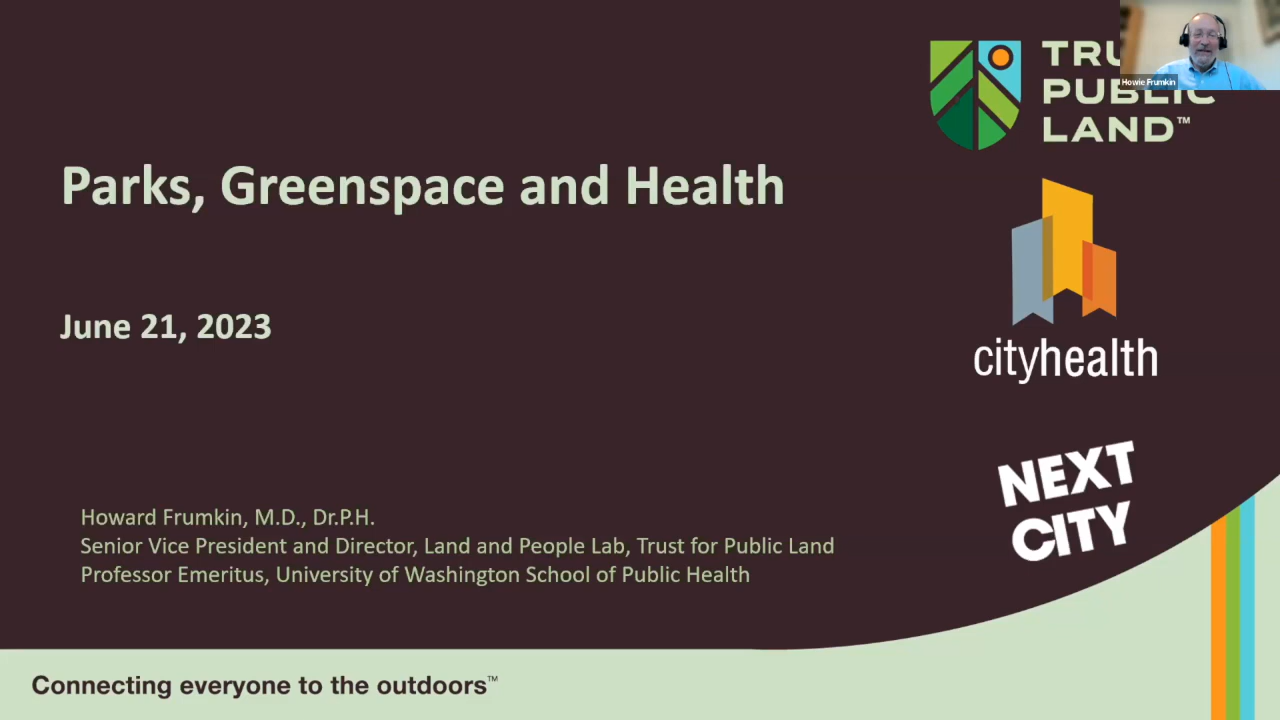 Howie Frumkin
PUBLIC
LAND™
Parks, Greenspace and Health
cityhealth
June 21, 2023
NEXT
CITY
Howard Frumkin, M.D., Dr.P.H.
Senior Vice President and Director, Land and People Lab, Trust for Public Land
Professor Emeritus, University of Washington School of Public Health
Connecting everyone to the outdoors™